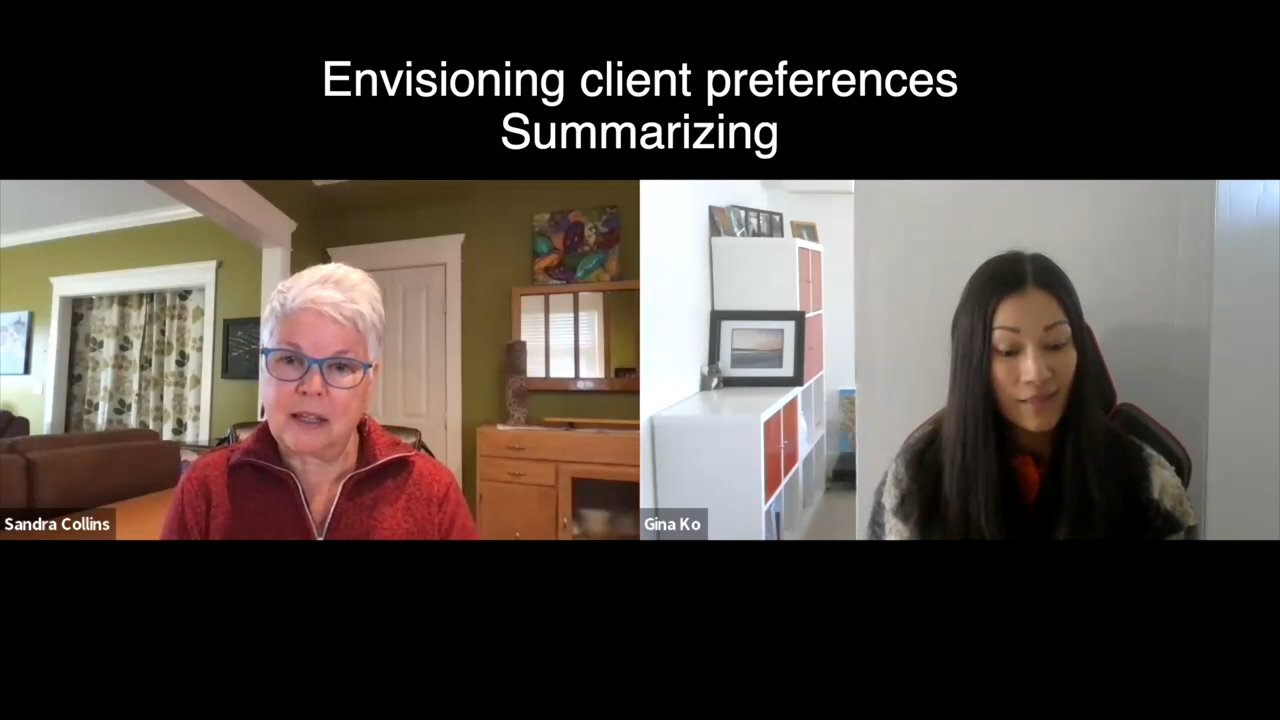 Envisioning client preferences
Summarizing
Sandra Collins
Gina Ko